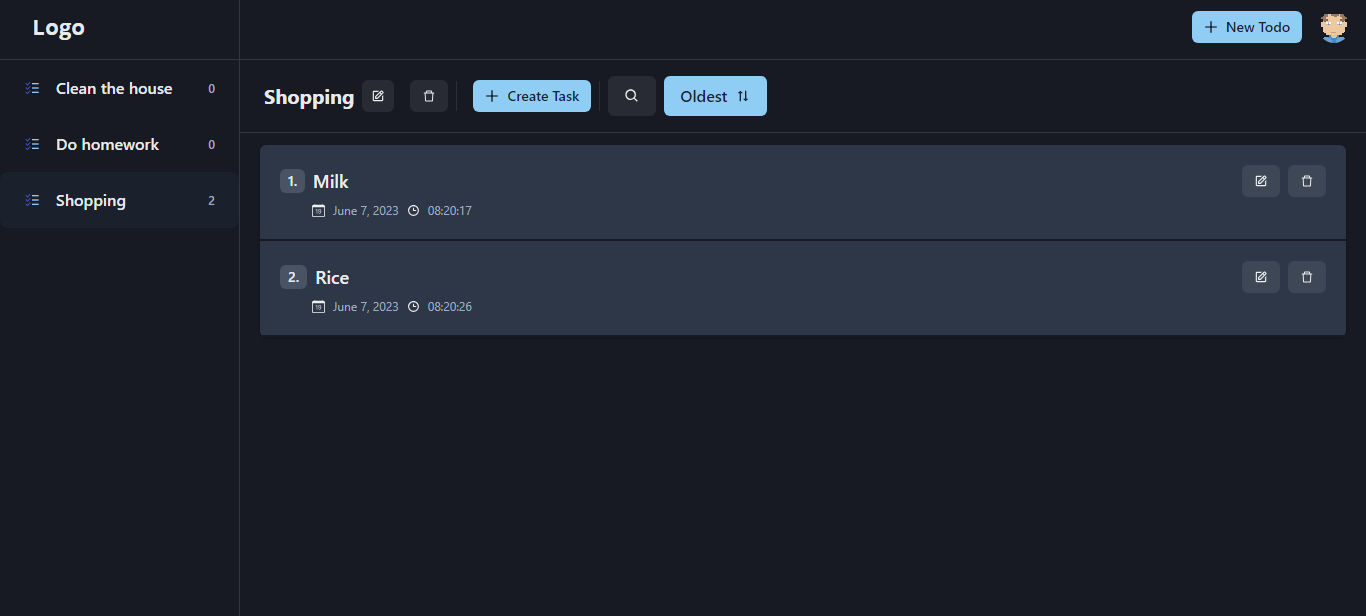 Logo
New Todo
Clean the house 0
Do homework 0
Shopping 2
Shopping
Create Task
Oldest
1. Milk
June 7, 2023 08:20:17
2. Rice
June 7, 2023 08:20:26